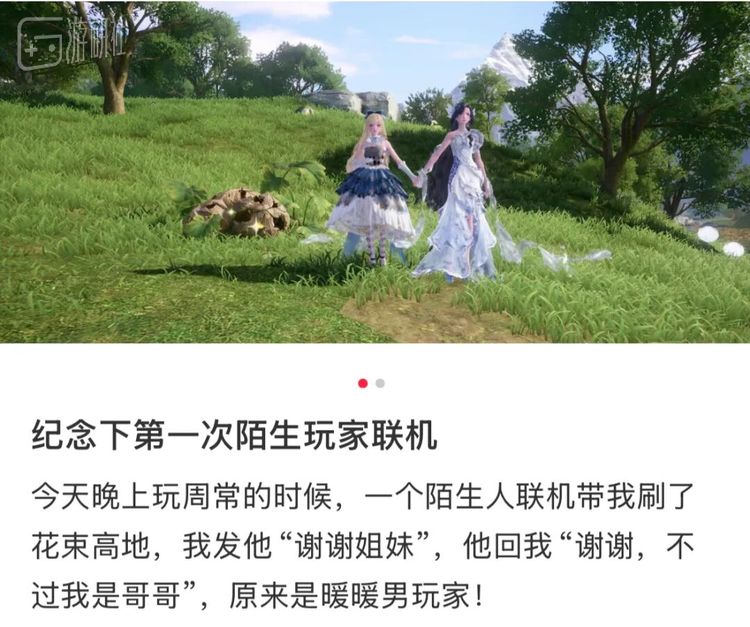 游研社
纪念下第一次陌生玩家联机
今天晚上玩周常的时候，一个陌生人联机带我刷了
花束高地，我发他“谢谢姐妹”，他回我“谢谢，不
过我是哥哥”，原来是暖暖男玩家！